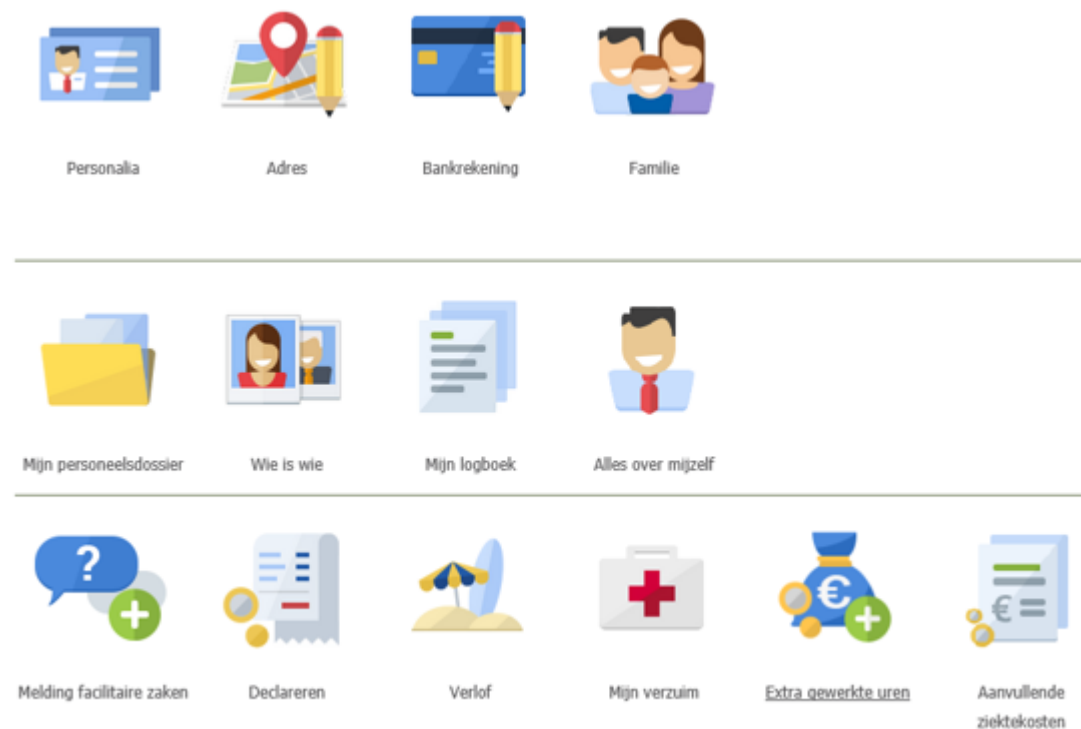 Personalia
Adres
Bankrekening
Familie
Mijn personeelsdossier
Wie is wie
Mijn logboek
Alles over mijzelf
?
€
€
Melding facilitaire zaken
Declareren
Verlof
Mijn verzuim
Extra gewerkte uren
Aanvullende
ziektekosten